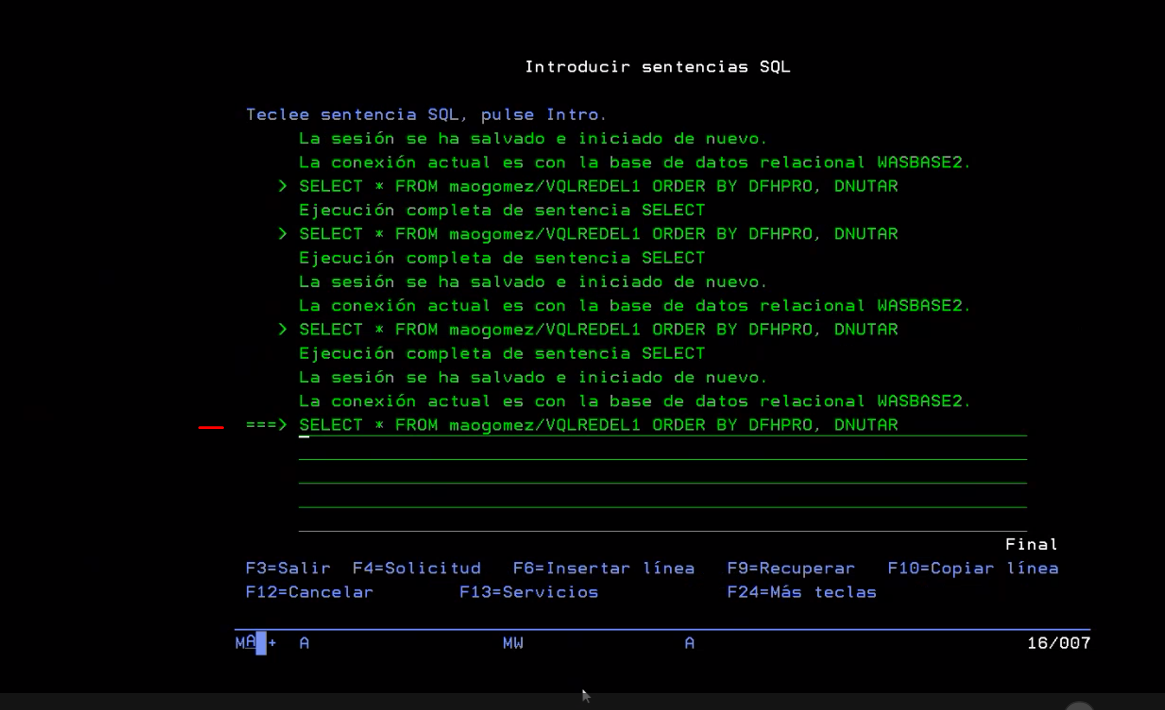 Introducir sentencias SQL
Teclee sentencia SQL, pulse Intro.
La sesión se ha salvado e iniciado de nuevo.
La conexión actual es con la base de datos relacional WASBASE2.
> SELECT * FROM maogomez/VQLREDEL1 ORDER BY DFHPRO, DNUTAR
Ejecución completa de sentencia SELECT
> SELECT * FROM maogomez/VQLREDEL1 ORDER BY DFHPRO, DNUTAR
Ejecución completa de sentencia SELECT
La sesión se ha salvado e iniciado de nuevo.
La conexión actual es con la base de datos relacional WASBASE2.
> SELECT * FROM maogomez/VQLREDEL1 ORDER BY DFHPRO, DNUTAR
Ejecución completa de sentencia SELECT
La sesión se ha salvado e iniciado de nuevo.
La conexión actual es con la base de datos relacional WASBASE2.
===> SELECT * FROM maogomez/VQLREDEL1 ORDER BY DFHPRO, DNUTAR
Final
F3=Salir F4=Solicitud F6=Insertar línea F9=Recuperar F10=Copiar línea
F12=Cancelar F13=Servicios F24=Más teclas
MA + A MW A 16/007